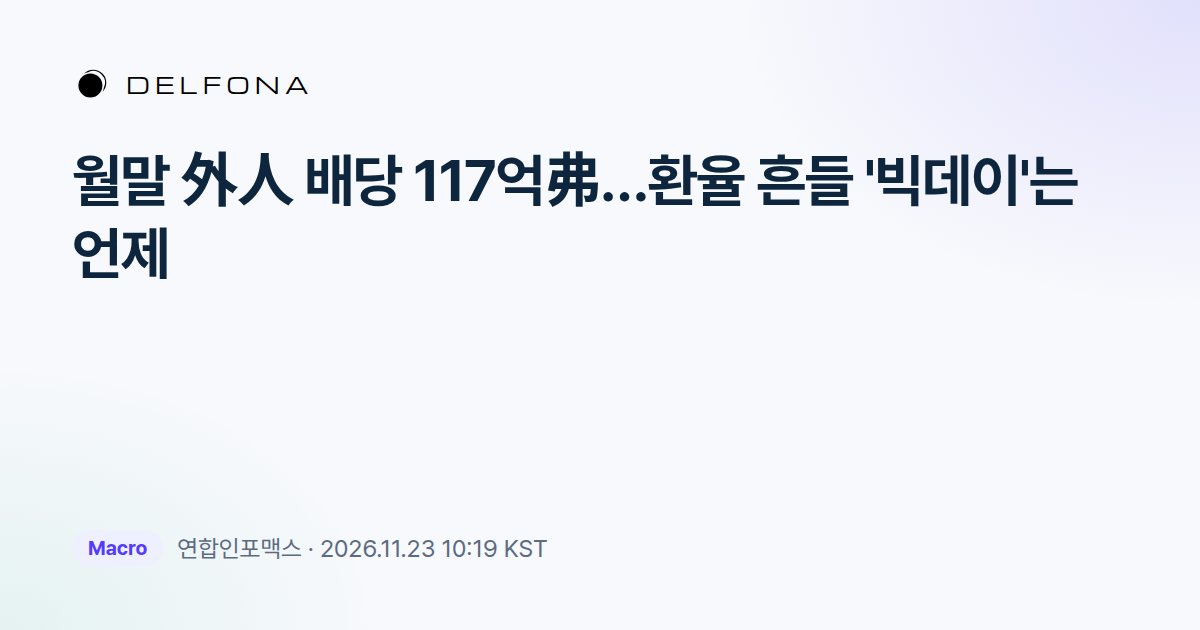 DELFONA
월말 外人 배당 117억弗…환율 흔들 '빅데이'는
언제
Macro 연합인포맥스 · 2026.11.23 10:19 KST